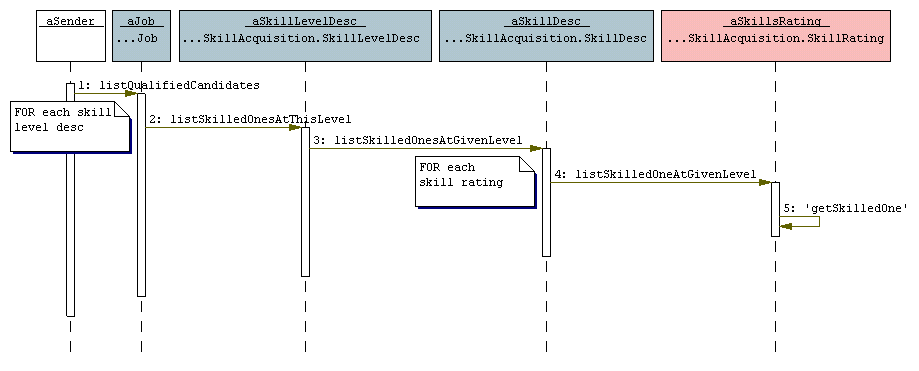 aSender
aJob
...Job
aSkillLevelDesc
...SkillAcquisition.SkillLevelDesc
aSkillDesc
...SkillAcquisition.SkillDesc
aSkillsRating
...SkillAcquisition.SkillRating
1: listQualifiedCandidates
FOR each skill
level desc
2: listSkilledOnesAtThisLevel
3: listSkilledOnesAtGivenLevel
FOR each
skill rating
4: listSkilledOneAtGivenLevel
5: 'getSkilledOne'